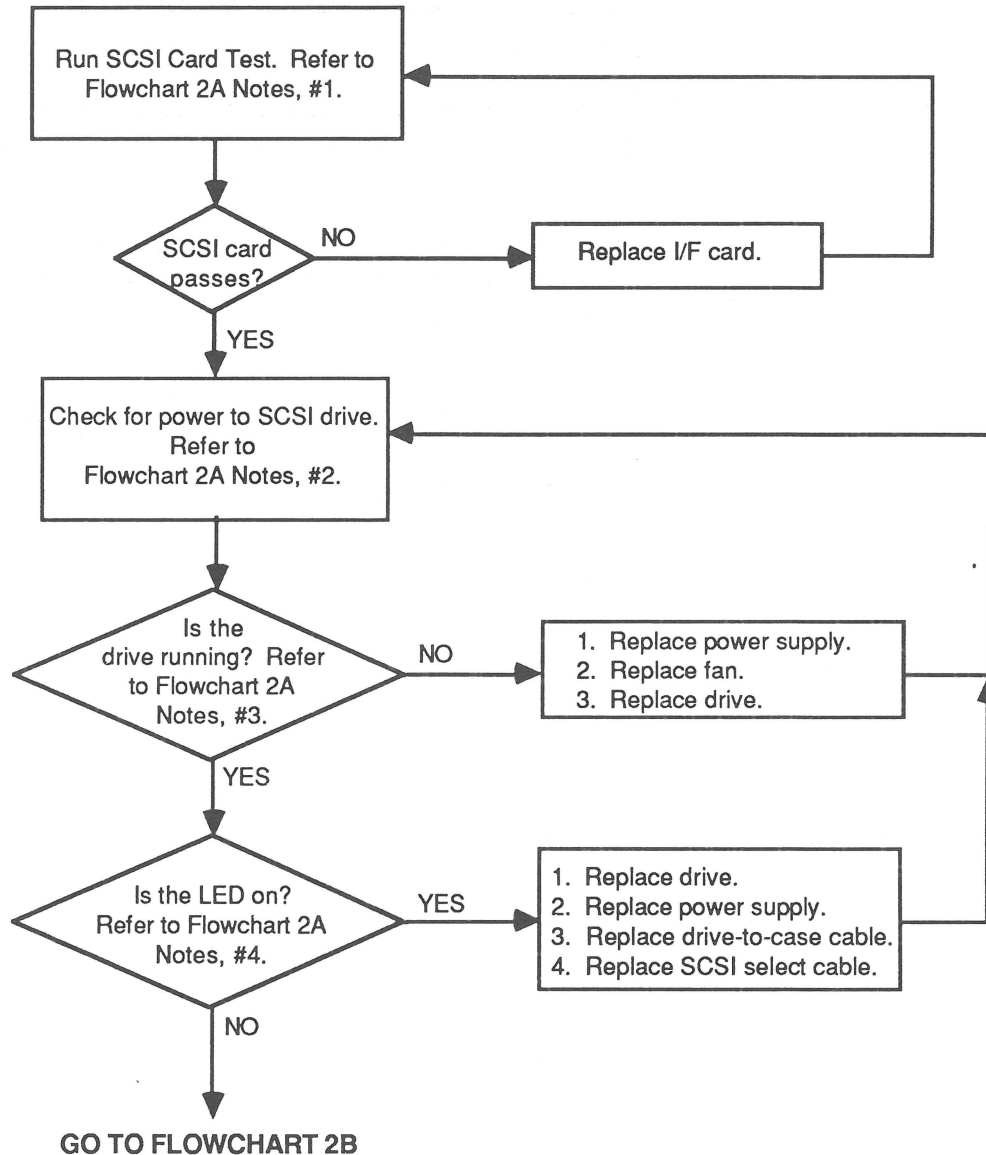 Run SCSI Card Test. Refer to
Flowchart 2A Notes, #1.
SCSI card
passes?
NO
Replace I/F card.
YES
Check for power to SCSI drive.
Refer to
Flowchart 2A Notes, #2.
Is the
drive running? Refer
to Flowchart 2A
Notes, #3.
NO
1. Replace power supply.
2. Replace fan.
3. Replace drive.
YES
Is the LED on?
Refer to Flowchart 2A
Notes, #4.
YES
1. Replace drive.
2. Replace power supply.
3. Replace drive-to-case cable.
4. Replace SCSI select cable.
NO
GO TO FLOWCHART 2B